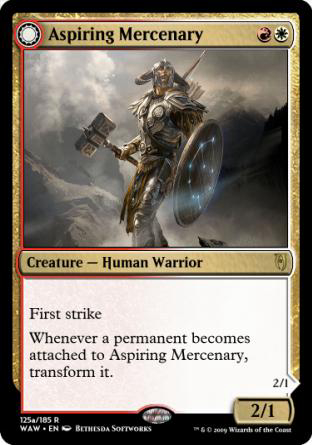 Aspiring Mercenary
Creature — Human Warrior
First strike
Whenever a permanent becomes
attached to Aspiring Mercenary,
transform it.
2/1
2/1
125a/185 R
WAW • EN BETHESDA SOFTWORKS
™ & © 2009 Wizards of the Coast